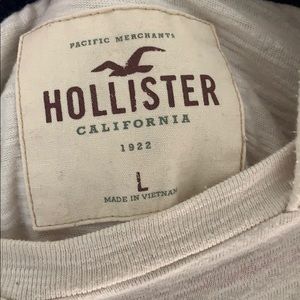 PACIFIC MERCHANTS
HOLLISTER
CALIFORNIA
1922
L
MADE IN VIETNAM